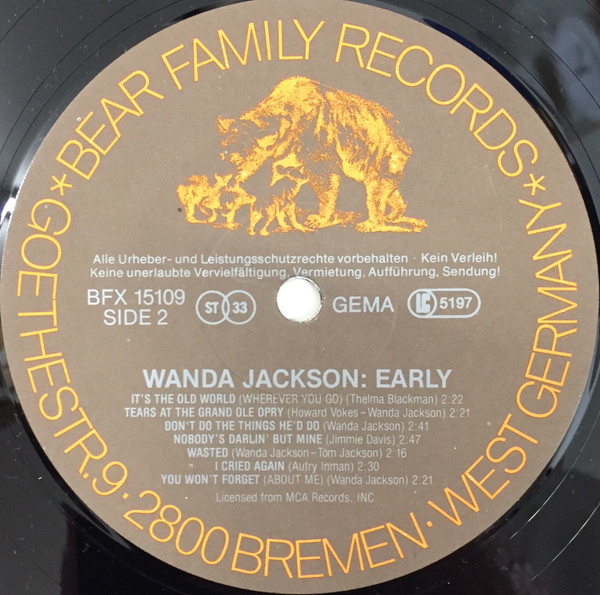 *BEAR FAMILY RECORDS*
GOETHESTR. 9 · 2800 BREMEN · WEST GERMANY
Alle Urheber- und Leistungsschutzrechte vorbehalten · Kein Verleih!
Keine unerlaubte Vervielfältigung, Vermietung, Aufführung, Sendung!
BFX 15109 ST 33 GEMA LC 5197
SIDE 2
WANDA JACKSON: EARLY
IT'S THE OLD WORLD (WHEREVER YOU GO) (Thelma Blackman) 2:22
TEARS AT THE GRAND OLE OPRY (Howard Vokes – Wanda Jackson) 2:21
DON'T DO THE THINGS HE'D DO (Wanda Jackson) 2:41
NOBODY'S DARLIN' BUT MINE (Jimmie Davis) 2:47
WASTED (Wanda Jackson – Tom Jackson) 2:16
I CRIED AGAIN (Autry Inman) 2:30
YOU WON'T FORGET (ABOUT ME) (Wanda Jackson) 2:21
Licensed from MCA Records, INC.